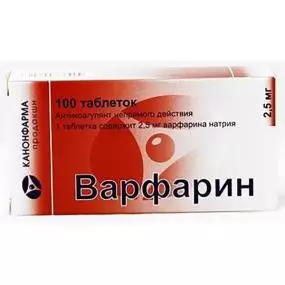 КАНОНФАРМА
продакшн
100 таблеток
Антикоагулянт непрямого действия
1 таблетка содержит 2,5 мг варфарина натрия
2,5 мг
Варфарин